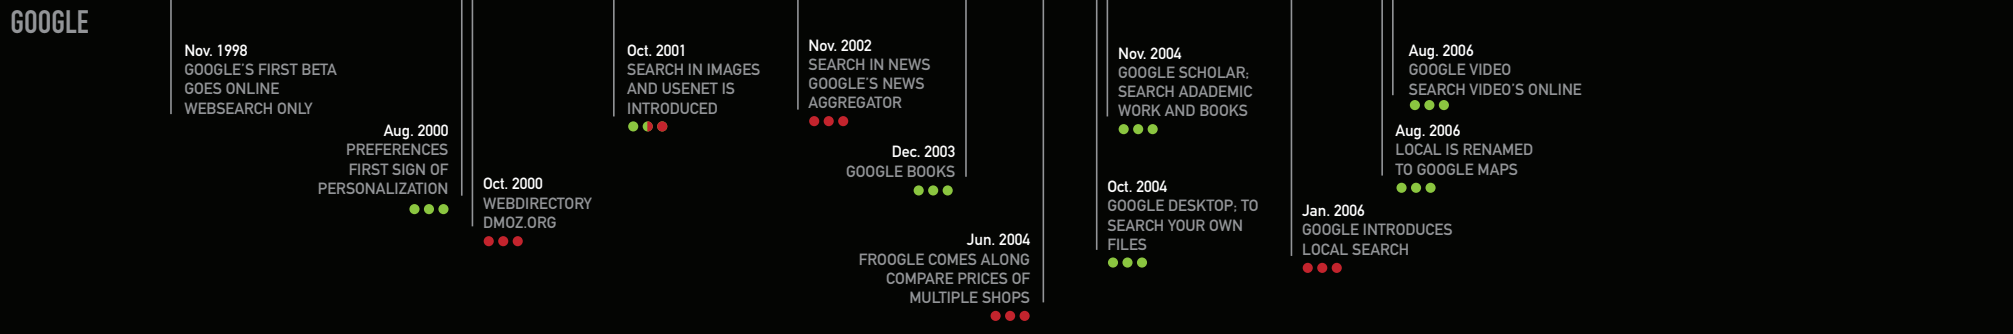 GOOGLE
Nov. 1998
GOOGLE'S FIRST BETA
GOES ONLINE
WEBSEARCH ONLY
Aug. 2000
PREFERENCES
FIRST SIGN OF
PERSONALIZATION
Oct. 2000
WEBDIRECTORY
DMOZ.ORG
Oct. 2001
SEARCH IN IMAGES
AND USENET IS
INTRODUCED
Nov. 2002
SEARCH IN NEWS
GOOGLE'S NEWS
AGGREGATOR
Dec. 2003
GOOGLE BOOKS
Jun. 2004
FROOGLE COMES ALONG
COMPARE PRICES OF
MULTIPLE SHOPS
Nov. 2004
GOOGLE SCHOLAR;
SEARCH ADADEMIC
WORK AND BOOKS
Oct. 2004
GOOGLE DESKTOP; TO
SEARCH YOUR OWN
FILES
Jan. 2006
GOOGLE INTRODUCES
LOCAL SEARCH
Aug. 2006
GOOGLE VIDEO
SEARCH VIDEO'S ONLINE
Aug. 2006
LOCAL IS RENAMED
TO GOOGLE MAPS